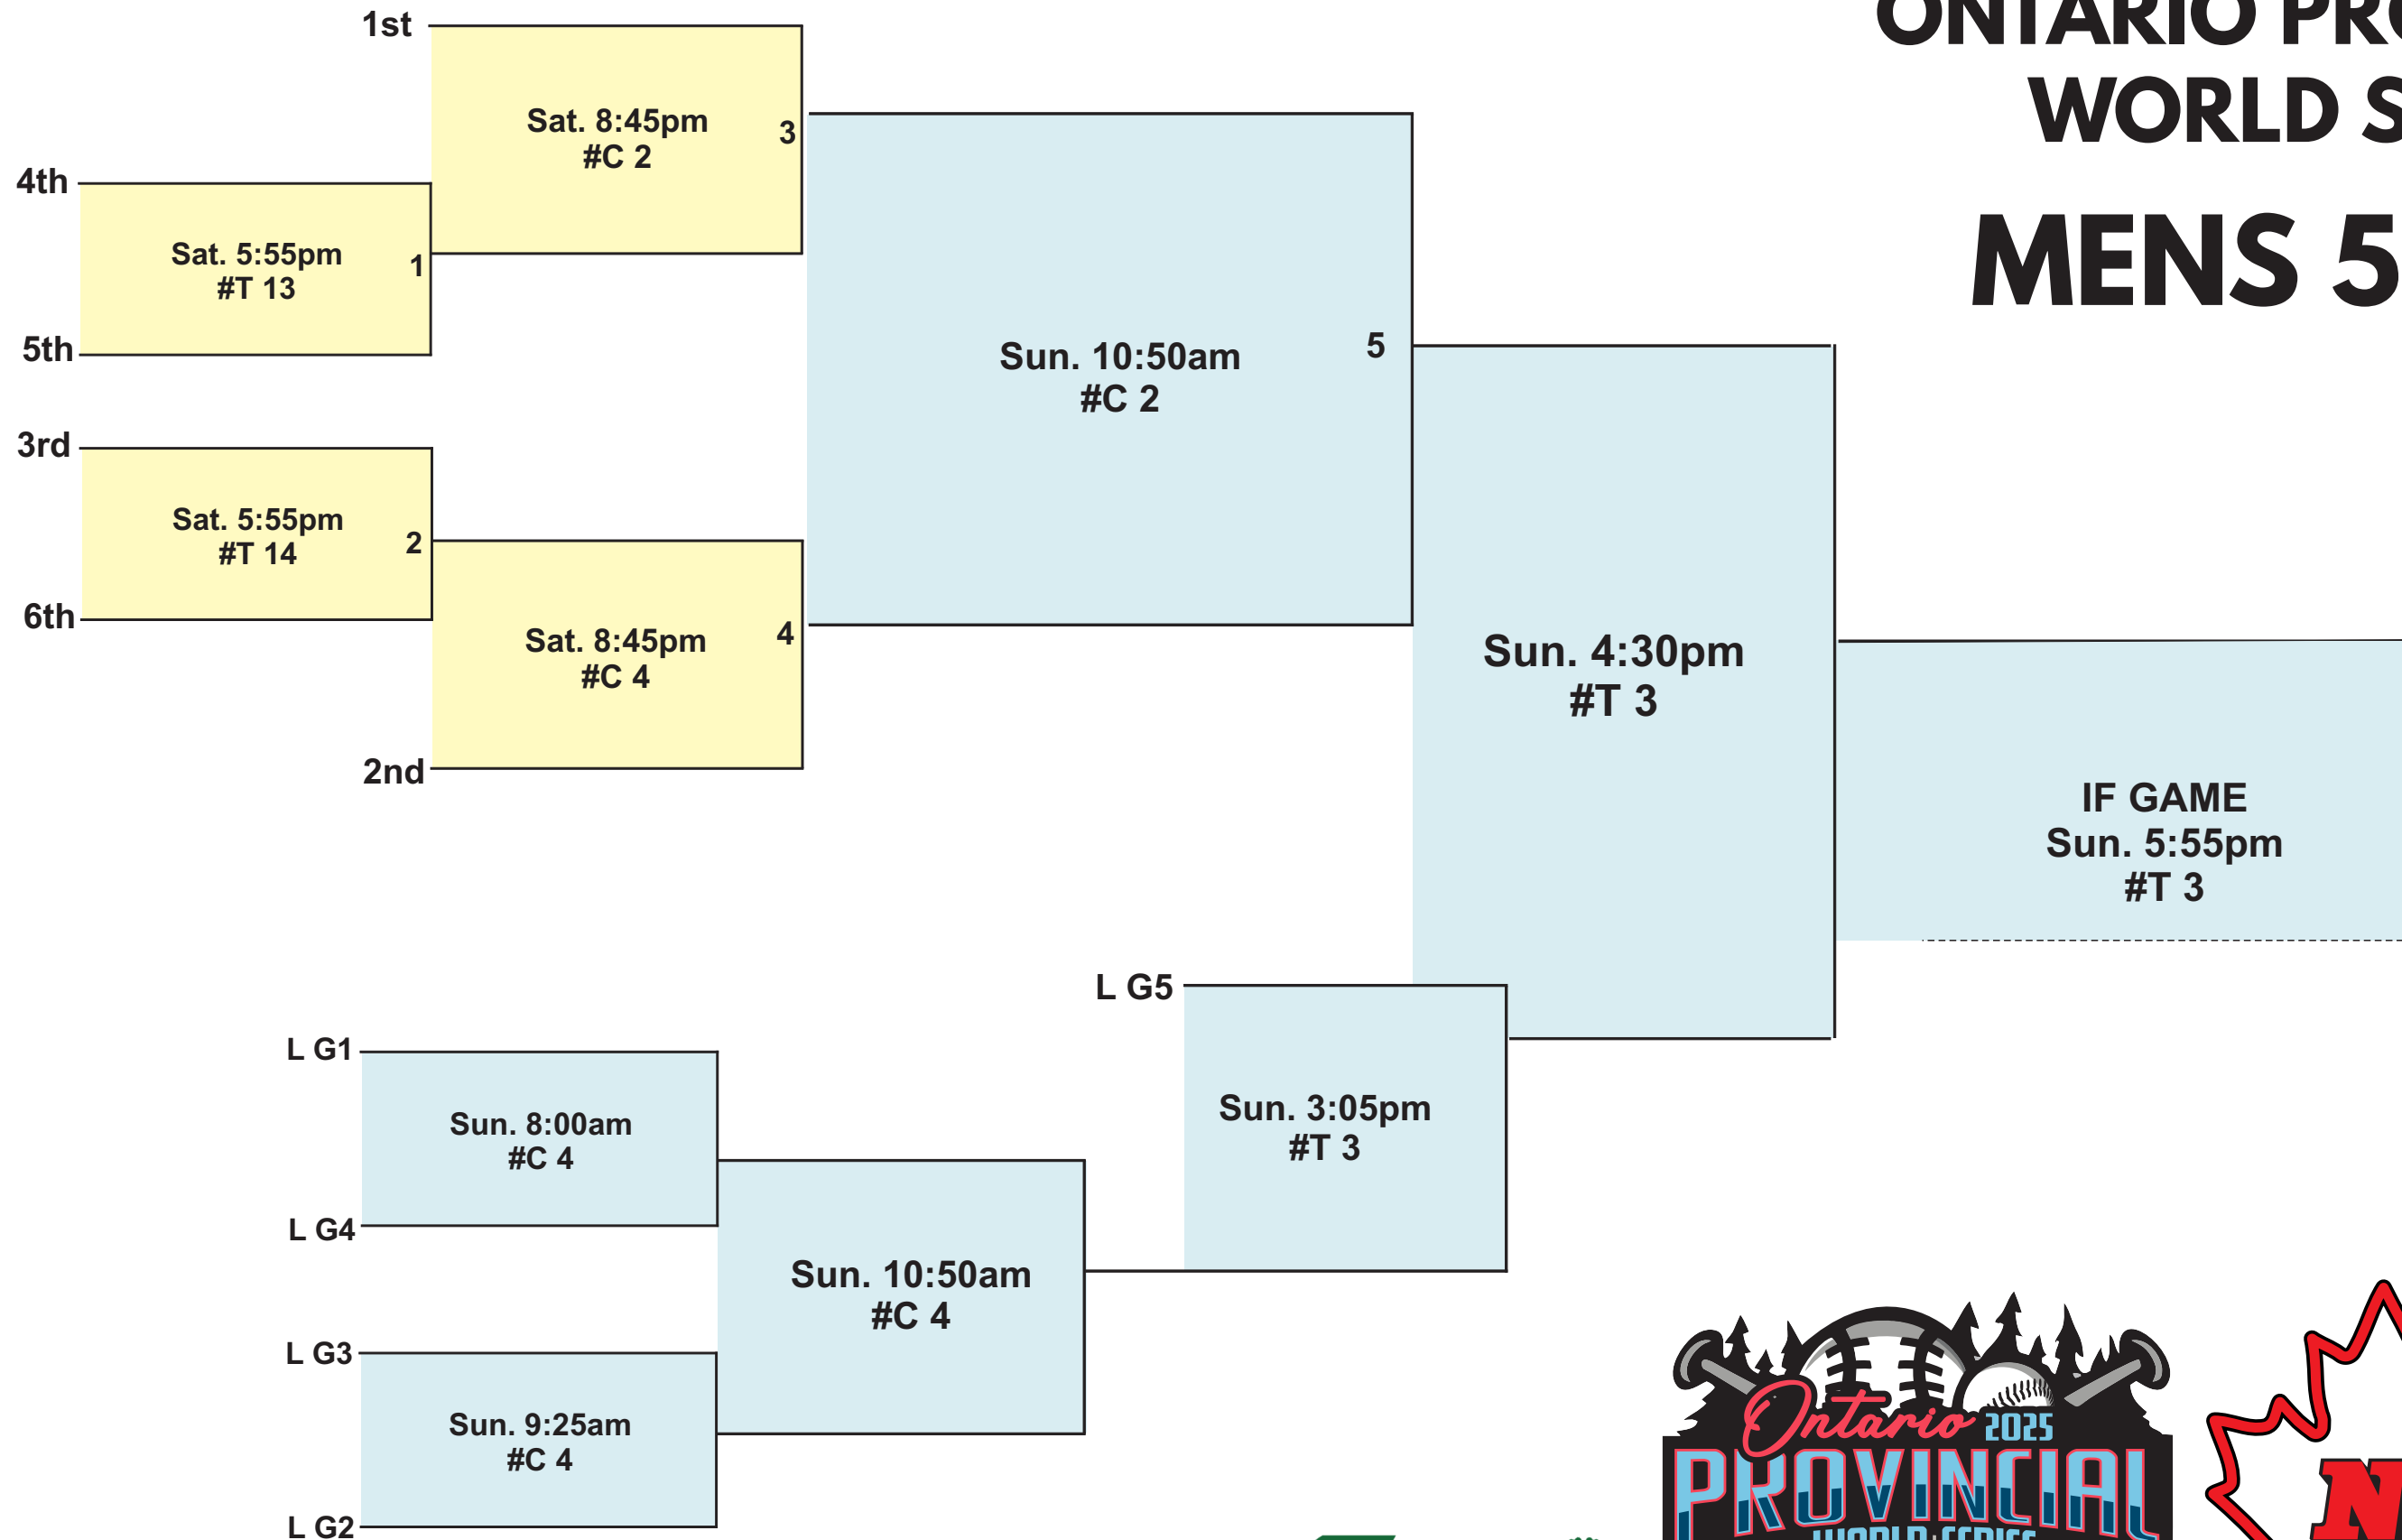 ONTARIO PRO
WORLD S
MENS 5
1st
Sat. 8:45pm
#C 2
3
4th
Sat. 5:55pm
#T 13
1
5th
Sun. 10:50am
#C 2
5
3rd
Sat. 5:55pm
#T 14
2
6th
Sat. 8:45pm
#C 4
4
2nd
Sun. 4:30pm
#T 3
IF GAME
Sun. 5:55pm
#T 3
L G5
Sun. 3:05pm
#T 3
L G1
Sun. 8:00am
#C 4
L G4
Sun. 10:50am
#C 4
L G3
Sun. 9:25am
#C 4
L G2
Ontario 2025
PROVINCIAL
WORLD SERIES
N